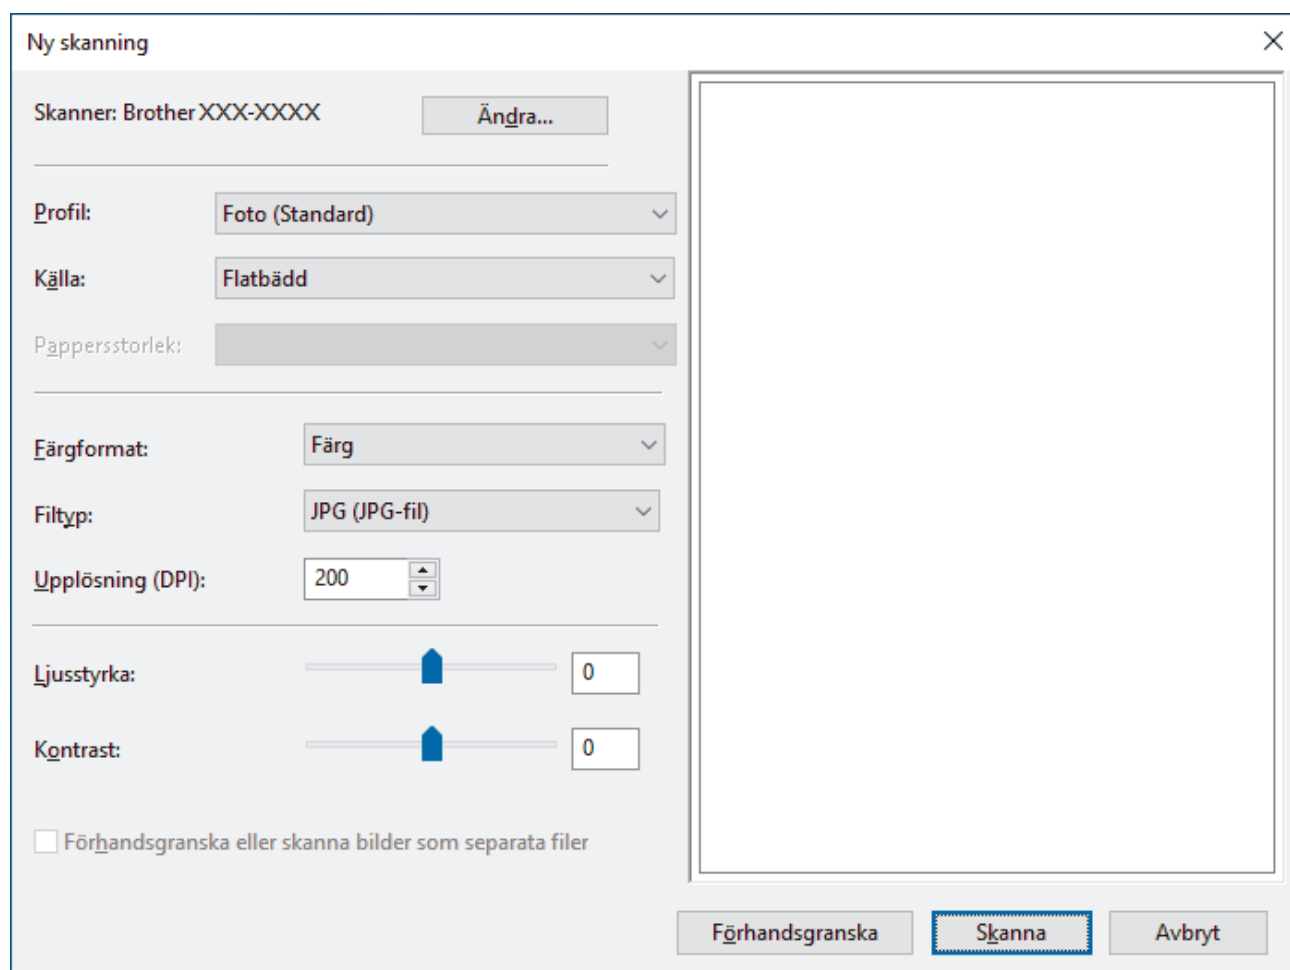 Ny skanning
Skanner: Brother XXX-XXXX
Ändra...
Profil:
Foto (Standard)
Källa:
Flatbädd
Pappersstorlek:
Färgformat:
Färg
Filtyp:
JPG (JPG-fil)
Upplösning (DPI):
200
Ljusstyrka:
0
Kontrast:
0
Förhandsgranska eller skanna bilder som separata filer
Förhandsgranska
Skanna
Avbryt